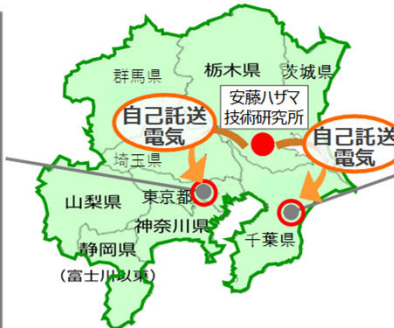 群馬県
栃木県
茨城県
安藤ハザマ
技術研究所
自己託送
電気
自己託送
電気
埼玉県
山梨県
東京都
神奈川県
千葉県
静岡県
(富士川以東)